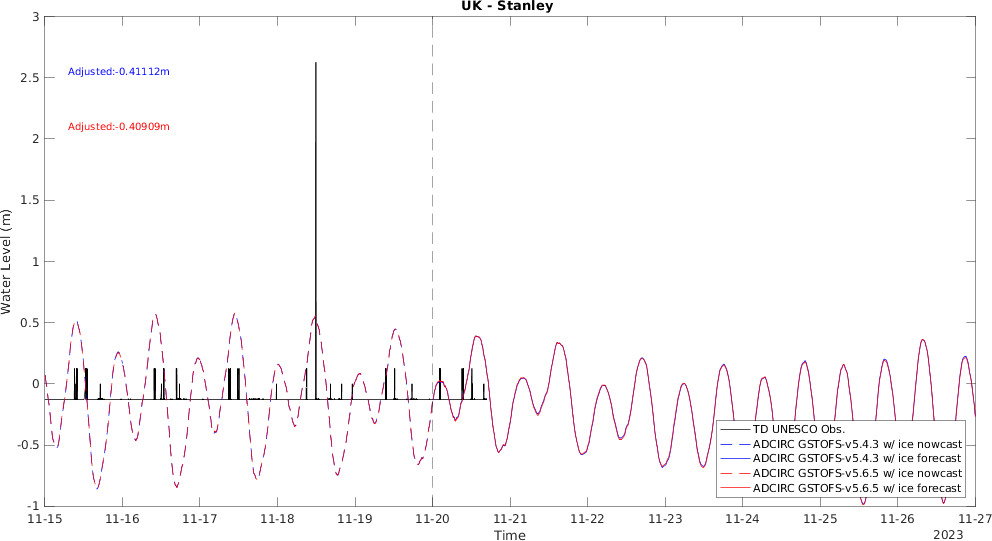 UK - Stanley
3
2.5
2
1.5
1
0.5
0
-0.5
-1
Water Level (m)
Adjusted:-0.41112m
Adjusted:-0.40909m
TD UNESCO Obs.
ADCIRC GSTOFS-v5.4.3 w/ ice nowcast
ADCIRC GSTOFS-v5.4.3 w/ ice forecast
ADCIRC GSTOFS-v5.6.5 w/ ice nowcast
ADCIRC GSTOFS-v5.6.5 w/ ice forecast
11-15 11-16 11-17 11-18 11-19 11-20 11-21 11-22 11-23 11-24 11-25 11-26 11-27
Time
2023